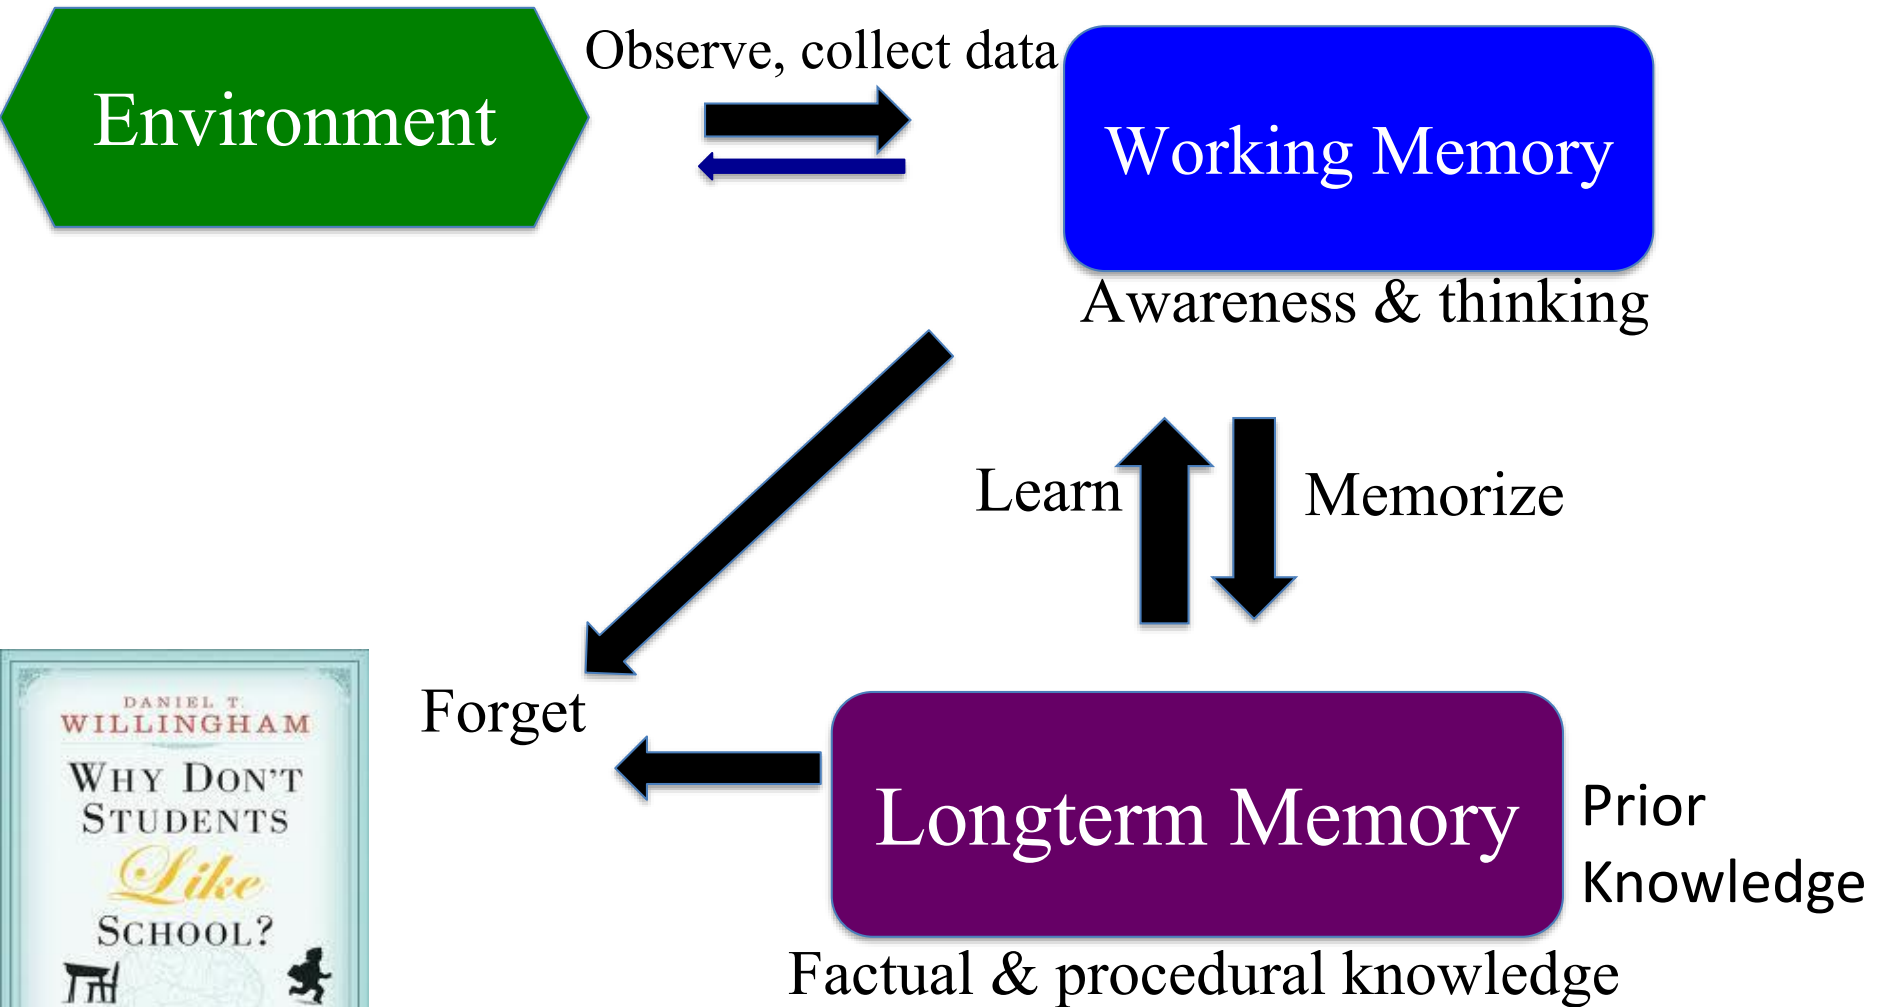 Observe, collect data
Environment
Working Memory
Awareness & thinking
Learn
Memorize
Forget
Longterm Memory
Prior
Knowledge
Factual & procedural knowledge
DANIEL T.
WILLINGHAM
WHY DON'T
STUDENTS
Like
SCHOOL?